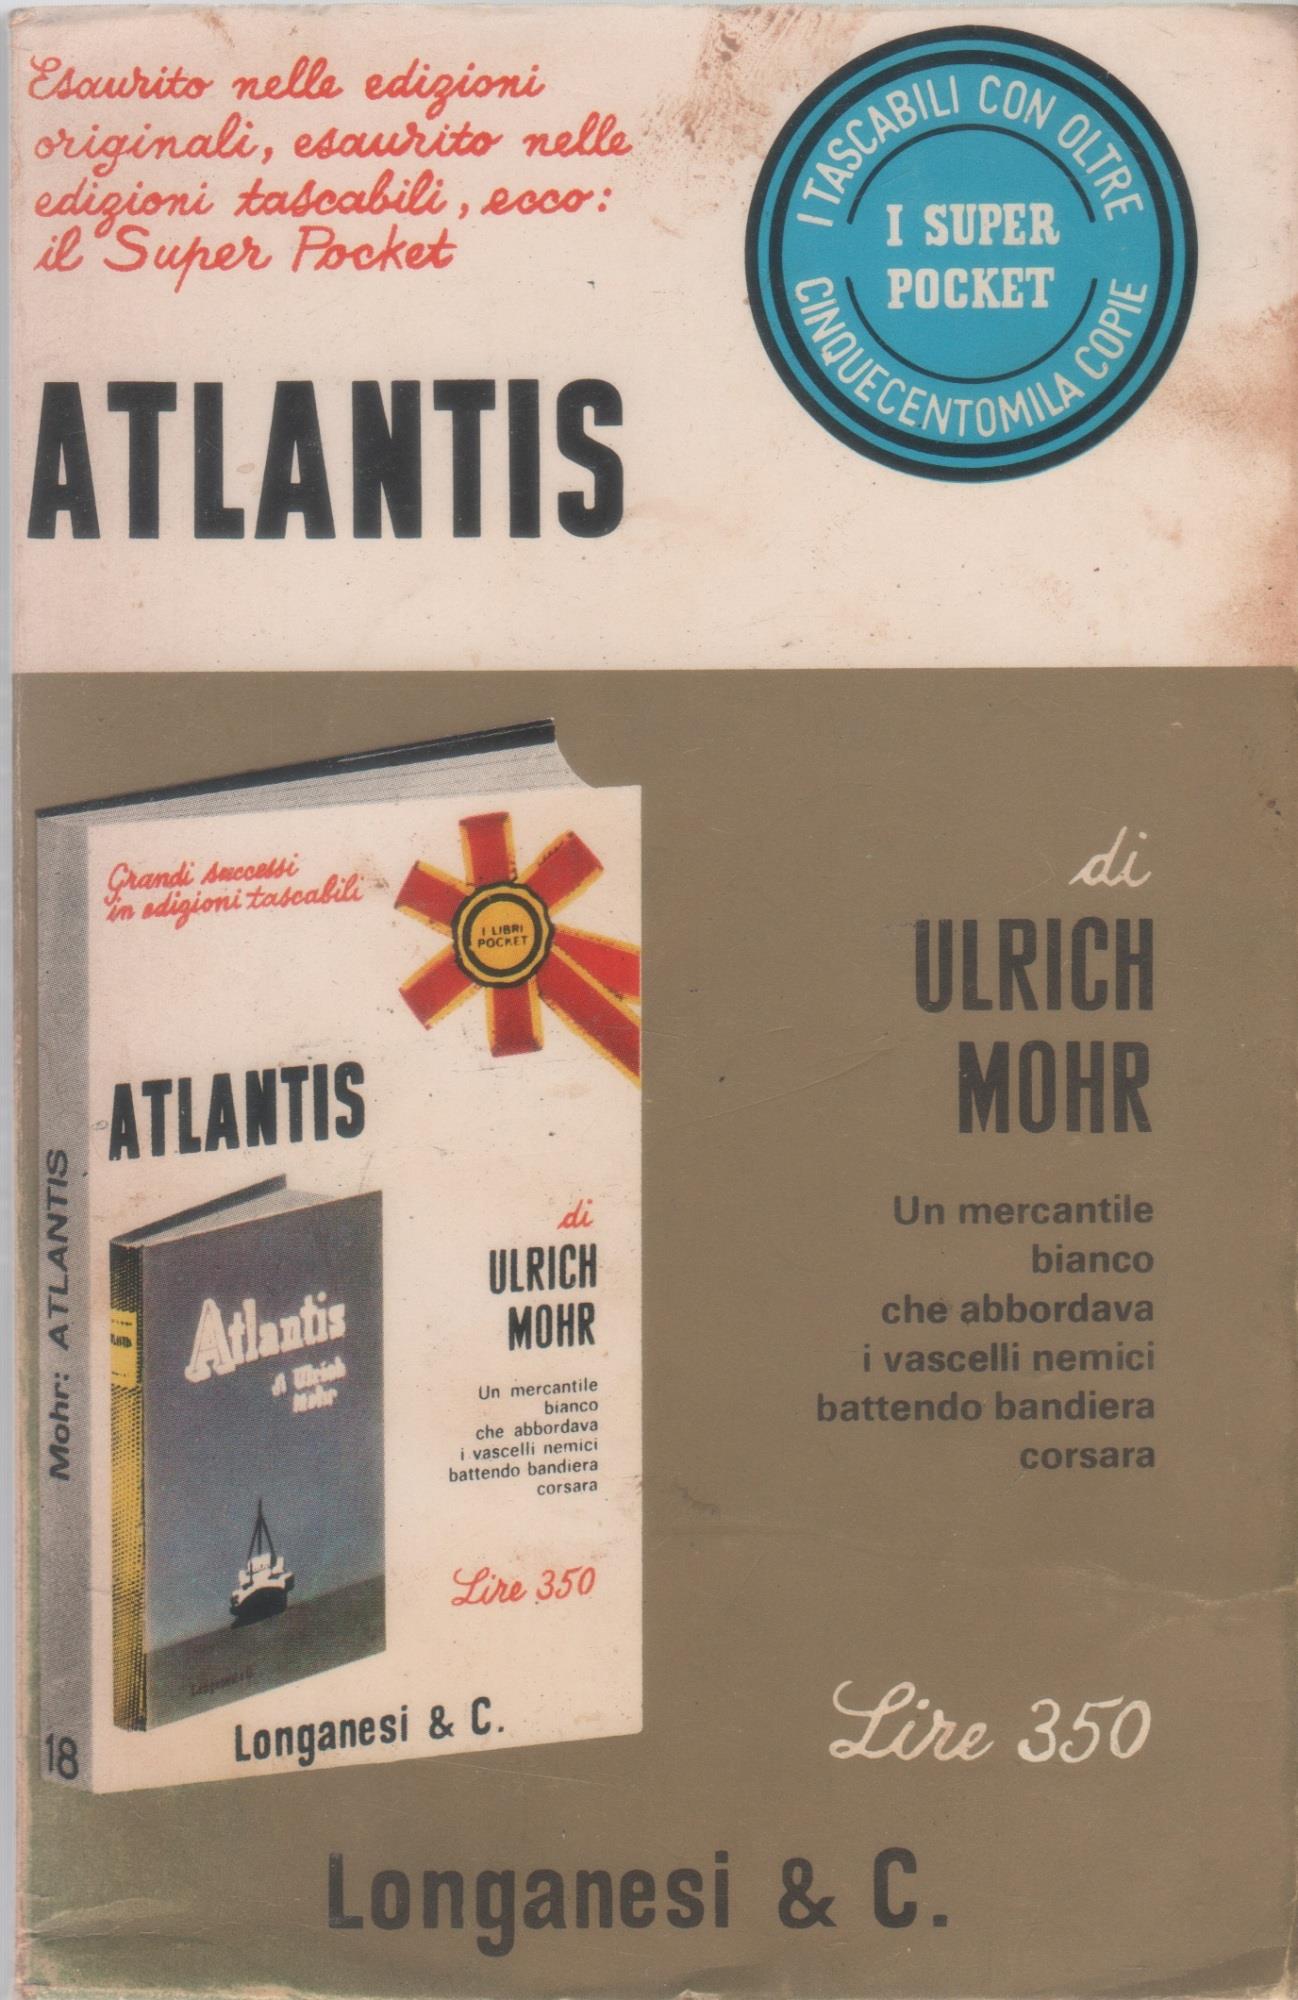 Esaurito nelle edizioni
originali, esaurito nelle
edizioni tascabili, ecco:
il Super Pocket
I TASCABILI CON OLTRE
CINQUECENTOMILA COPIE
I SUPER
POCKET
ATLANTIS
di
ULRICH
MOHR
Un mercantile
bianco
che abbordava
i vascelli nemici
battendo bandiera
corsara
Lire 350
Grandi successi
in edizioni tascabili
I LIBRI
POCKET
ATLANTIS
Mohr: ATLANTIS
18
Atlantis
di Ulrich
Mohr
di
ULRICH
MOHR
Un mercantile
bianco
che abbordava
i vascelli nemici
battendo bandiera
corsara
Lire 350
Longanesi & C.
Longanesi & C.